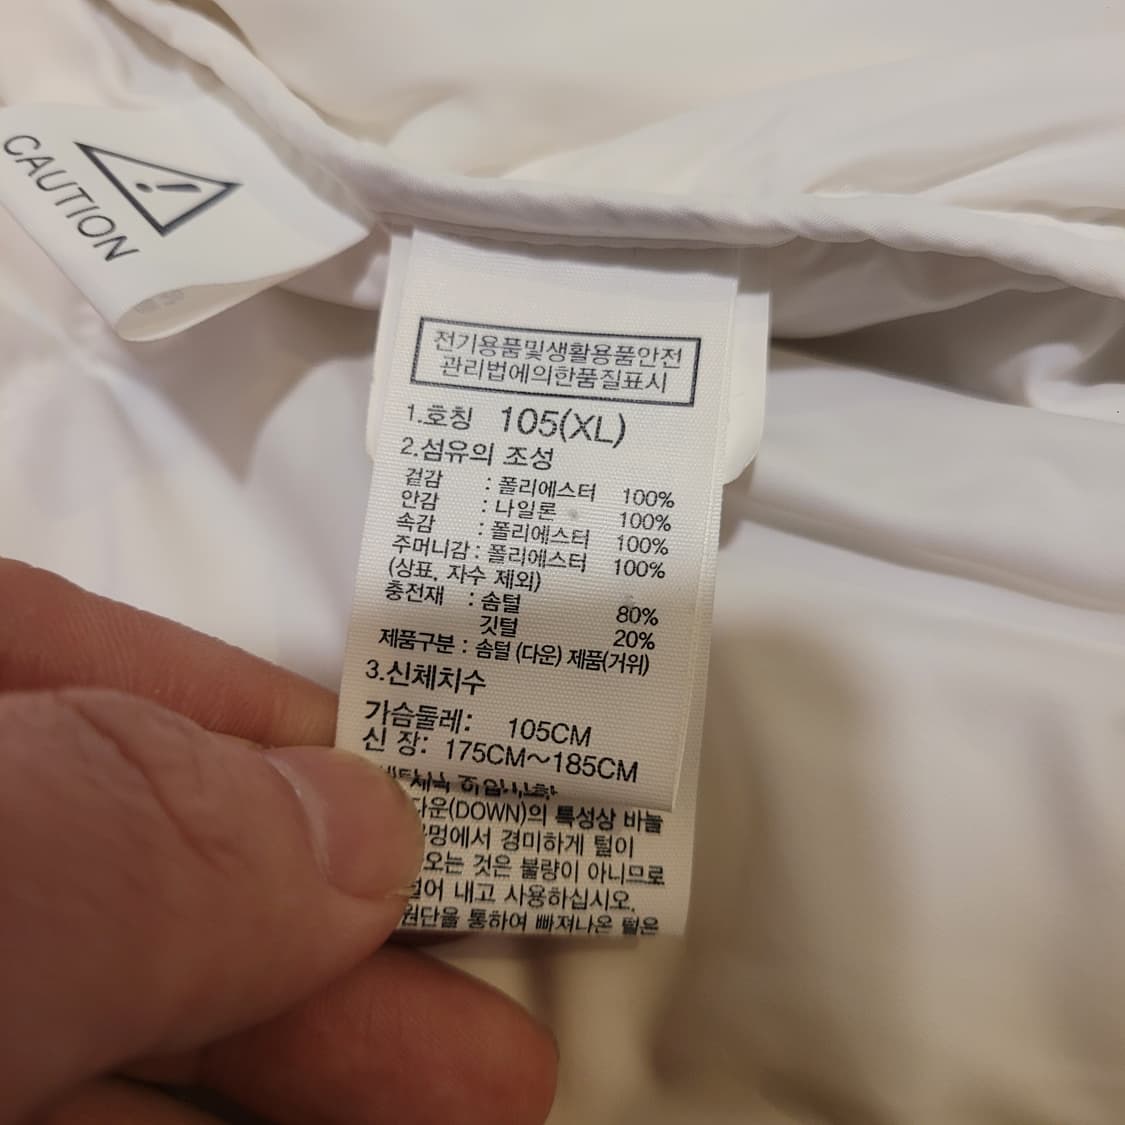 CAUTION
전기용품및생활용품안전
관리법에의한품질표시
1.호칭 105(XL)
2.섬유의 조성
겉감 : 폴리에스터 100%
안감 : 나일론 100%
속감 : 폴리에스터 100%
주머니감 : 폴리에스터 100%
(상표, 자수 제외)
충전재 : 솜털 80%
깃털 20%
제품구분 : 솜털 (다운) 제품(거위)
3.신체치수
가슴둘레: 105CM
신 장: 175CM~185CM
다운(DOWN)의 특성상 바늘
에서 경미하게 털이
오는 것은 불량이 아니므로
털어 내고 사용하십시오.
원단을 통하여 빠져나온 털은